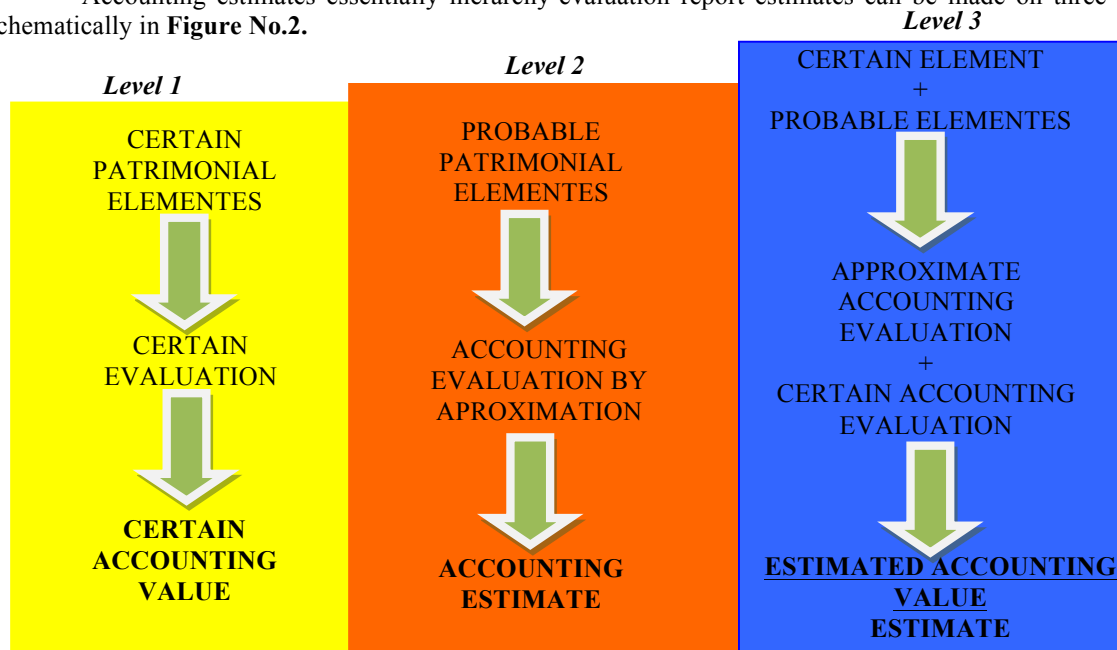 Accounting estimates essentially hierarchy evaluation report estimates can be made on three
chematically in Figure No.2.
Level 1
CERTAIN
PATRIMONIAL
ELEMENTES
CERTAIN
EVALUATION
CERTAIN
ACCOUNTING
VALUE
Level 2
PROBABLE
PATRIMONIAL
ELEMENTES
ACCOUNTING
EVALUATION BY
APROXIMATION
ACCOUNTING
ESTIMATE
Level 3
CERTAIN ELEMENT
+
PROBABLE ELEMENTES
APPROXIMATE
ACCOUNTING
EVALUATION
+
CERTAIN ACCOUNTING
EVALUATION
ESTIMATED ACCOUNTING
VALUE
ESTIMATE